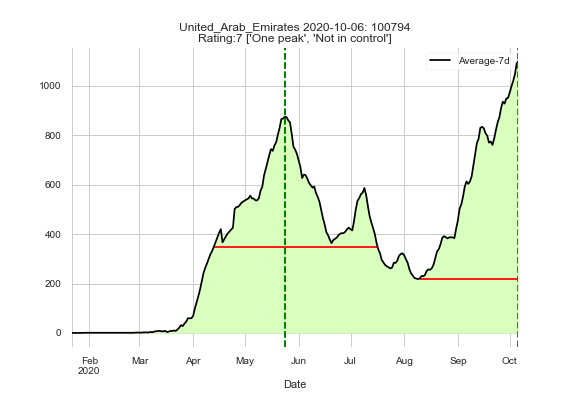 United_Arab_Emirates 2020-10-06: 100794
Rating:7 ['One peak', 'Not in control']
Average-7d
1000
800
600
400
200
0
Feb Mar Apr May Jun Jul Aug Sep Oct
2020
Date